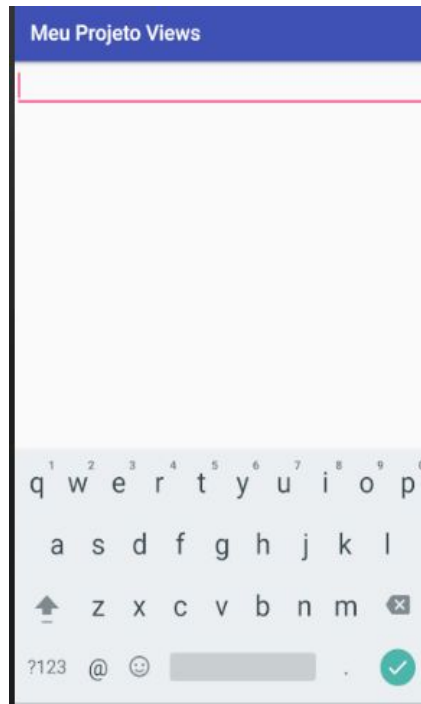 Meu Projeto Views
1 2 3 4 5 6 7 8 9
q w e r t y u i o p
a s d f g h j k l
z x c v b n m
?123 @ .